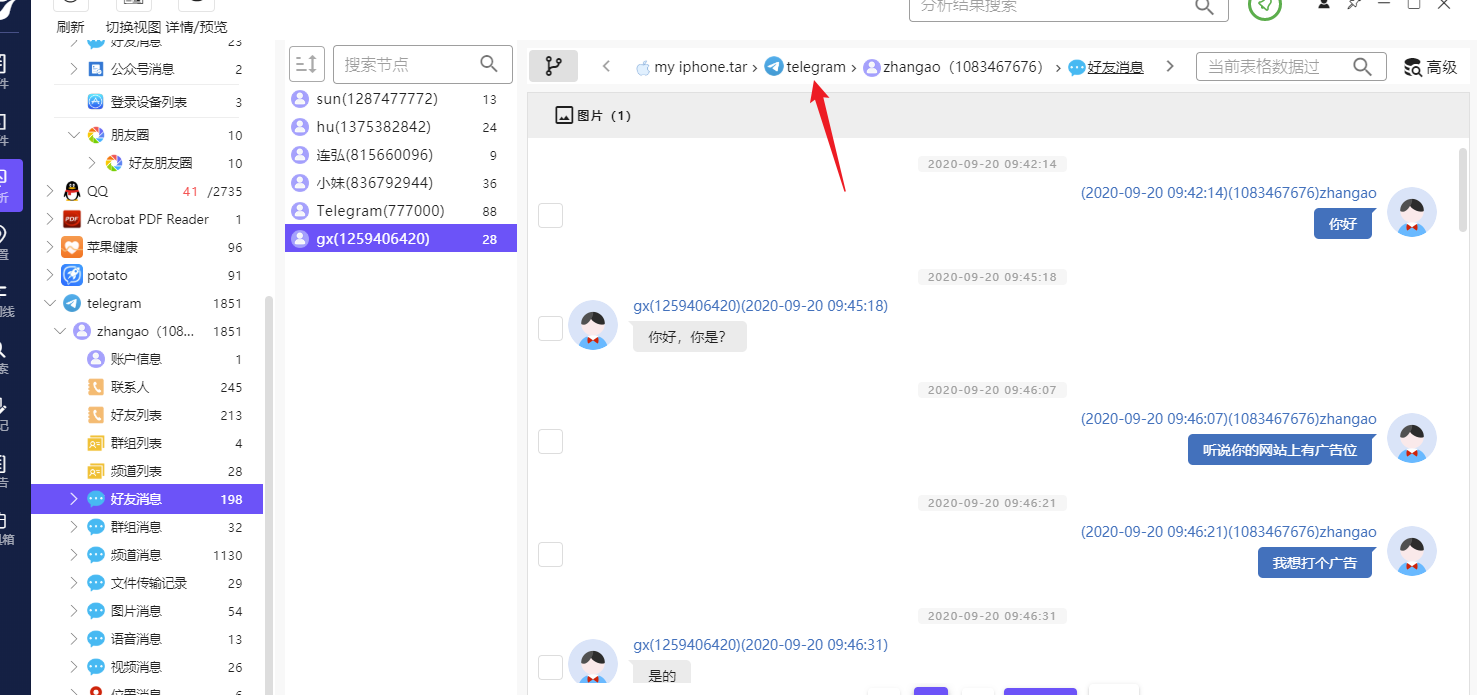 刷新
切换视图
详情/预览
分析结果搜索
好友消息 23
公众号消息 2
登录设备列表 3
朋友圈 10
好友朋友圈 10
QQ 41 /2735
Acrobat PDF Reader 1
苹果健康 96
potato 91
telegram 1851
zhangao（108... 1851
账户信息 1
联系人 245
好友列表 213
群组列表 4
频道列表 28
好友消息 198
群组消息 32
频道消息 1130
文件传输记录 29
图片消息 54
语音消息 13
视频消息 26
位置消息 6
搜索节点
sun(1287477772) 13
hu(1375382842) 24
连弘(815660096) 9
小妹(836792944) 36
Telegram(777000) 88
gx(1259406420) 28
my iphone.tar › telegram › zhangao（1083467676） › 好友消息
当前表格数据过
高级
图片（1）
2020-09-20 09:42:14
(2020-09-20 09:42:14)(1083467676)zhangao
你好
2020-09-20 09:45:18
gx(1259406420)(2020-09-20 09:45:18)
你好，你是？
2020-09-20 09:46:07
(2020-09-20 09:46:07)(1083467676)zhangao
听说你的网站上有广告位
2020-09-20 09:46:21
(2020-09-20 09:46:21)(1083467676)zhangao
我想打个广告
2020-09-20 09:46:31
gx(1259406420)(2020-09-20 09:46:31)
是的